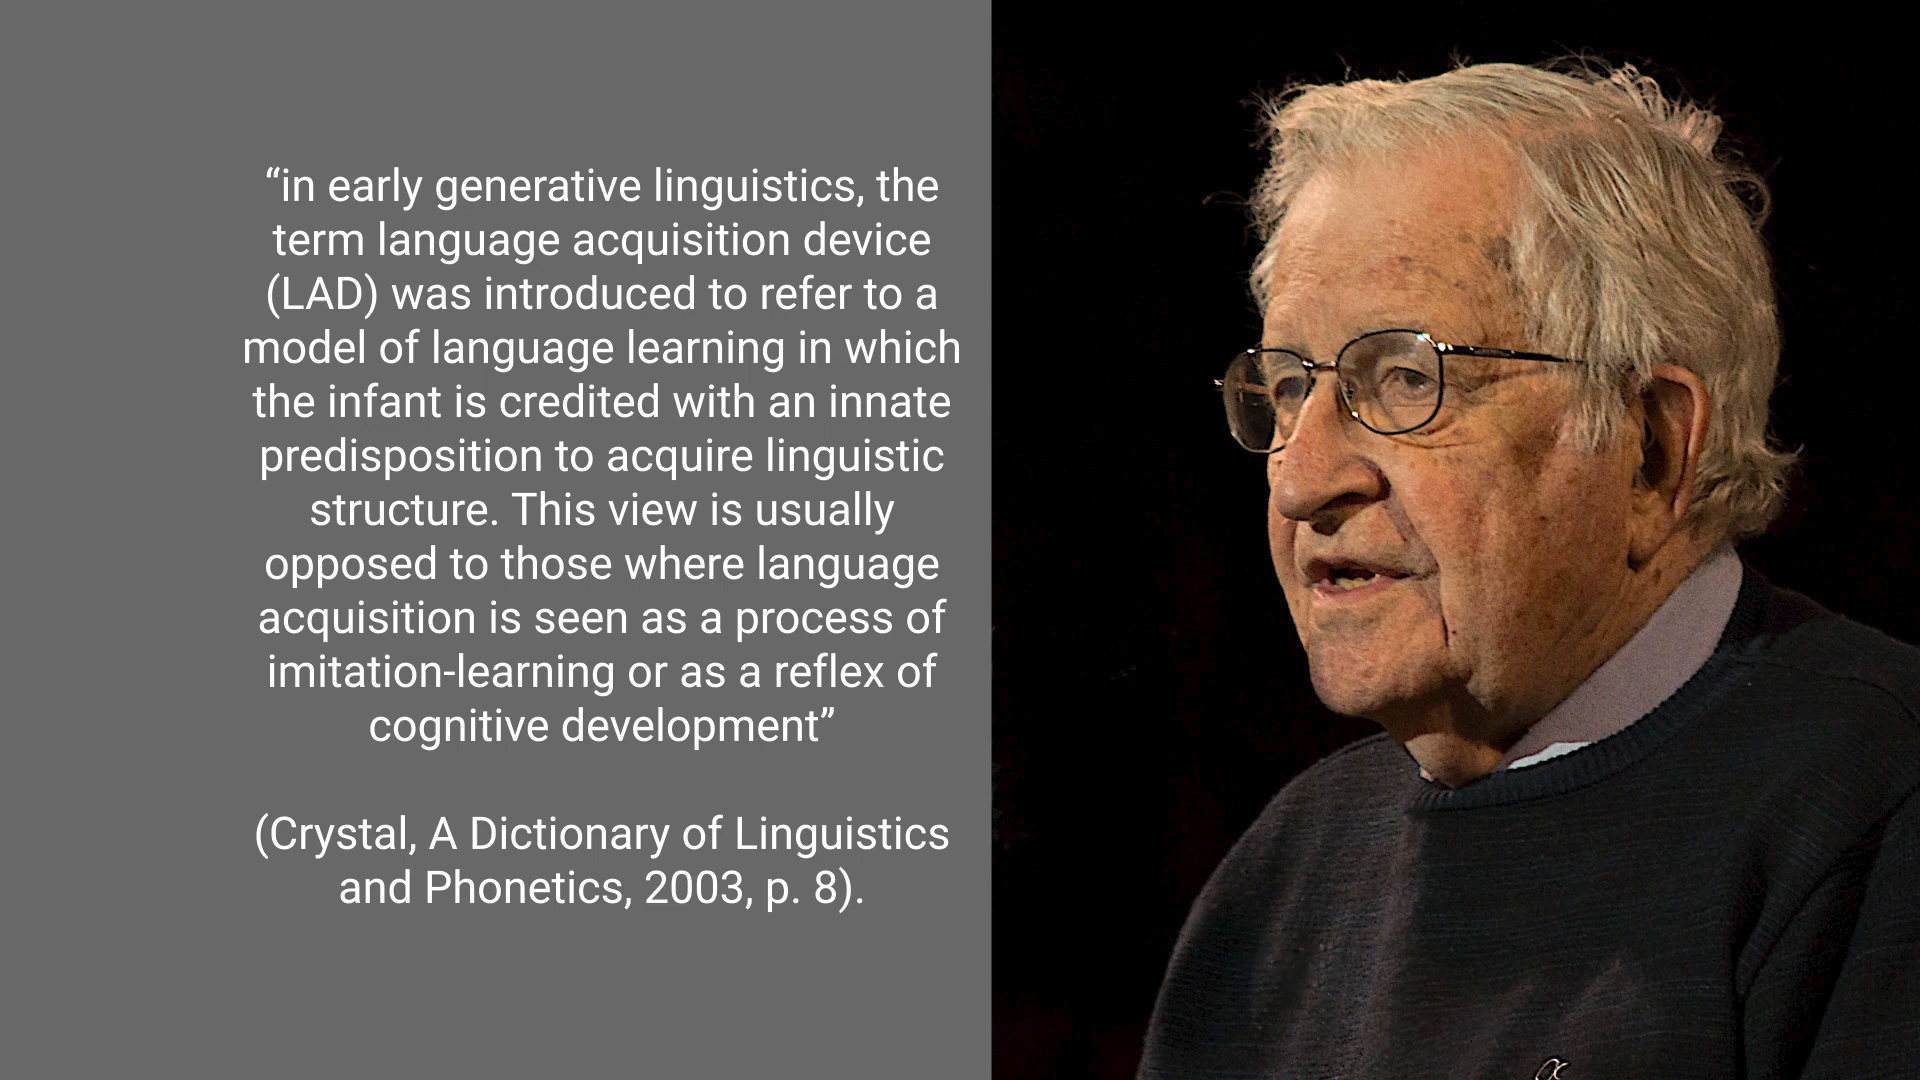 “in early generative linguistics, the
term language acquisition device
(LAD) was introduced to refer to a
model of language learning in which
the infant is credited with an innate
predisposition to acquire linguistic
structure. This view is usually
opposed to those where language
acquisition is seen as a process of
imitation-learning or as a reflex of
cognitive development”
(Crystal, A Dictionary of Linguistics
and Phonetics, 2003, p. 8).